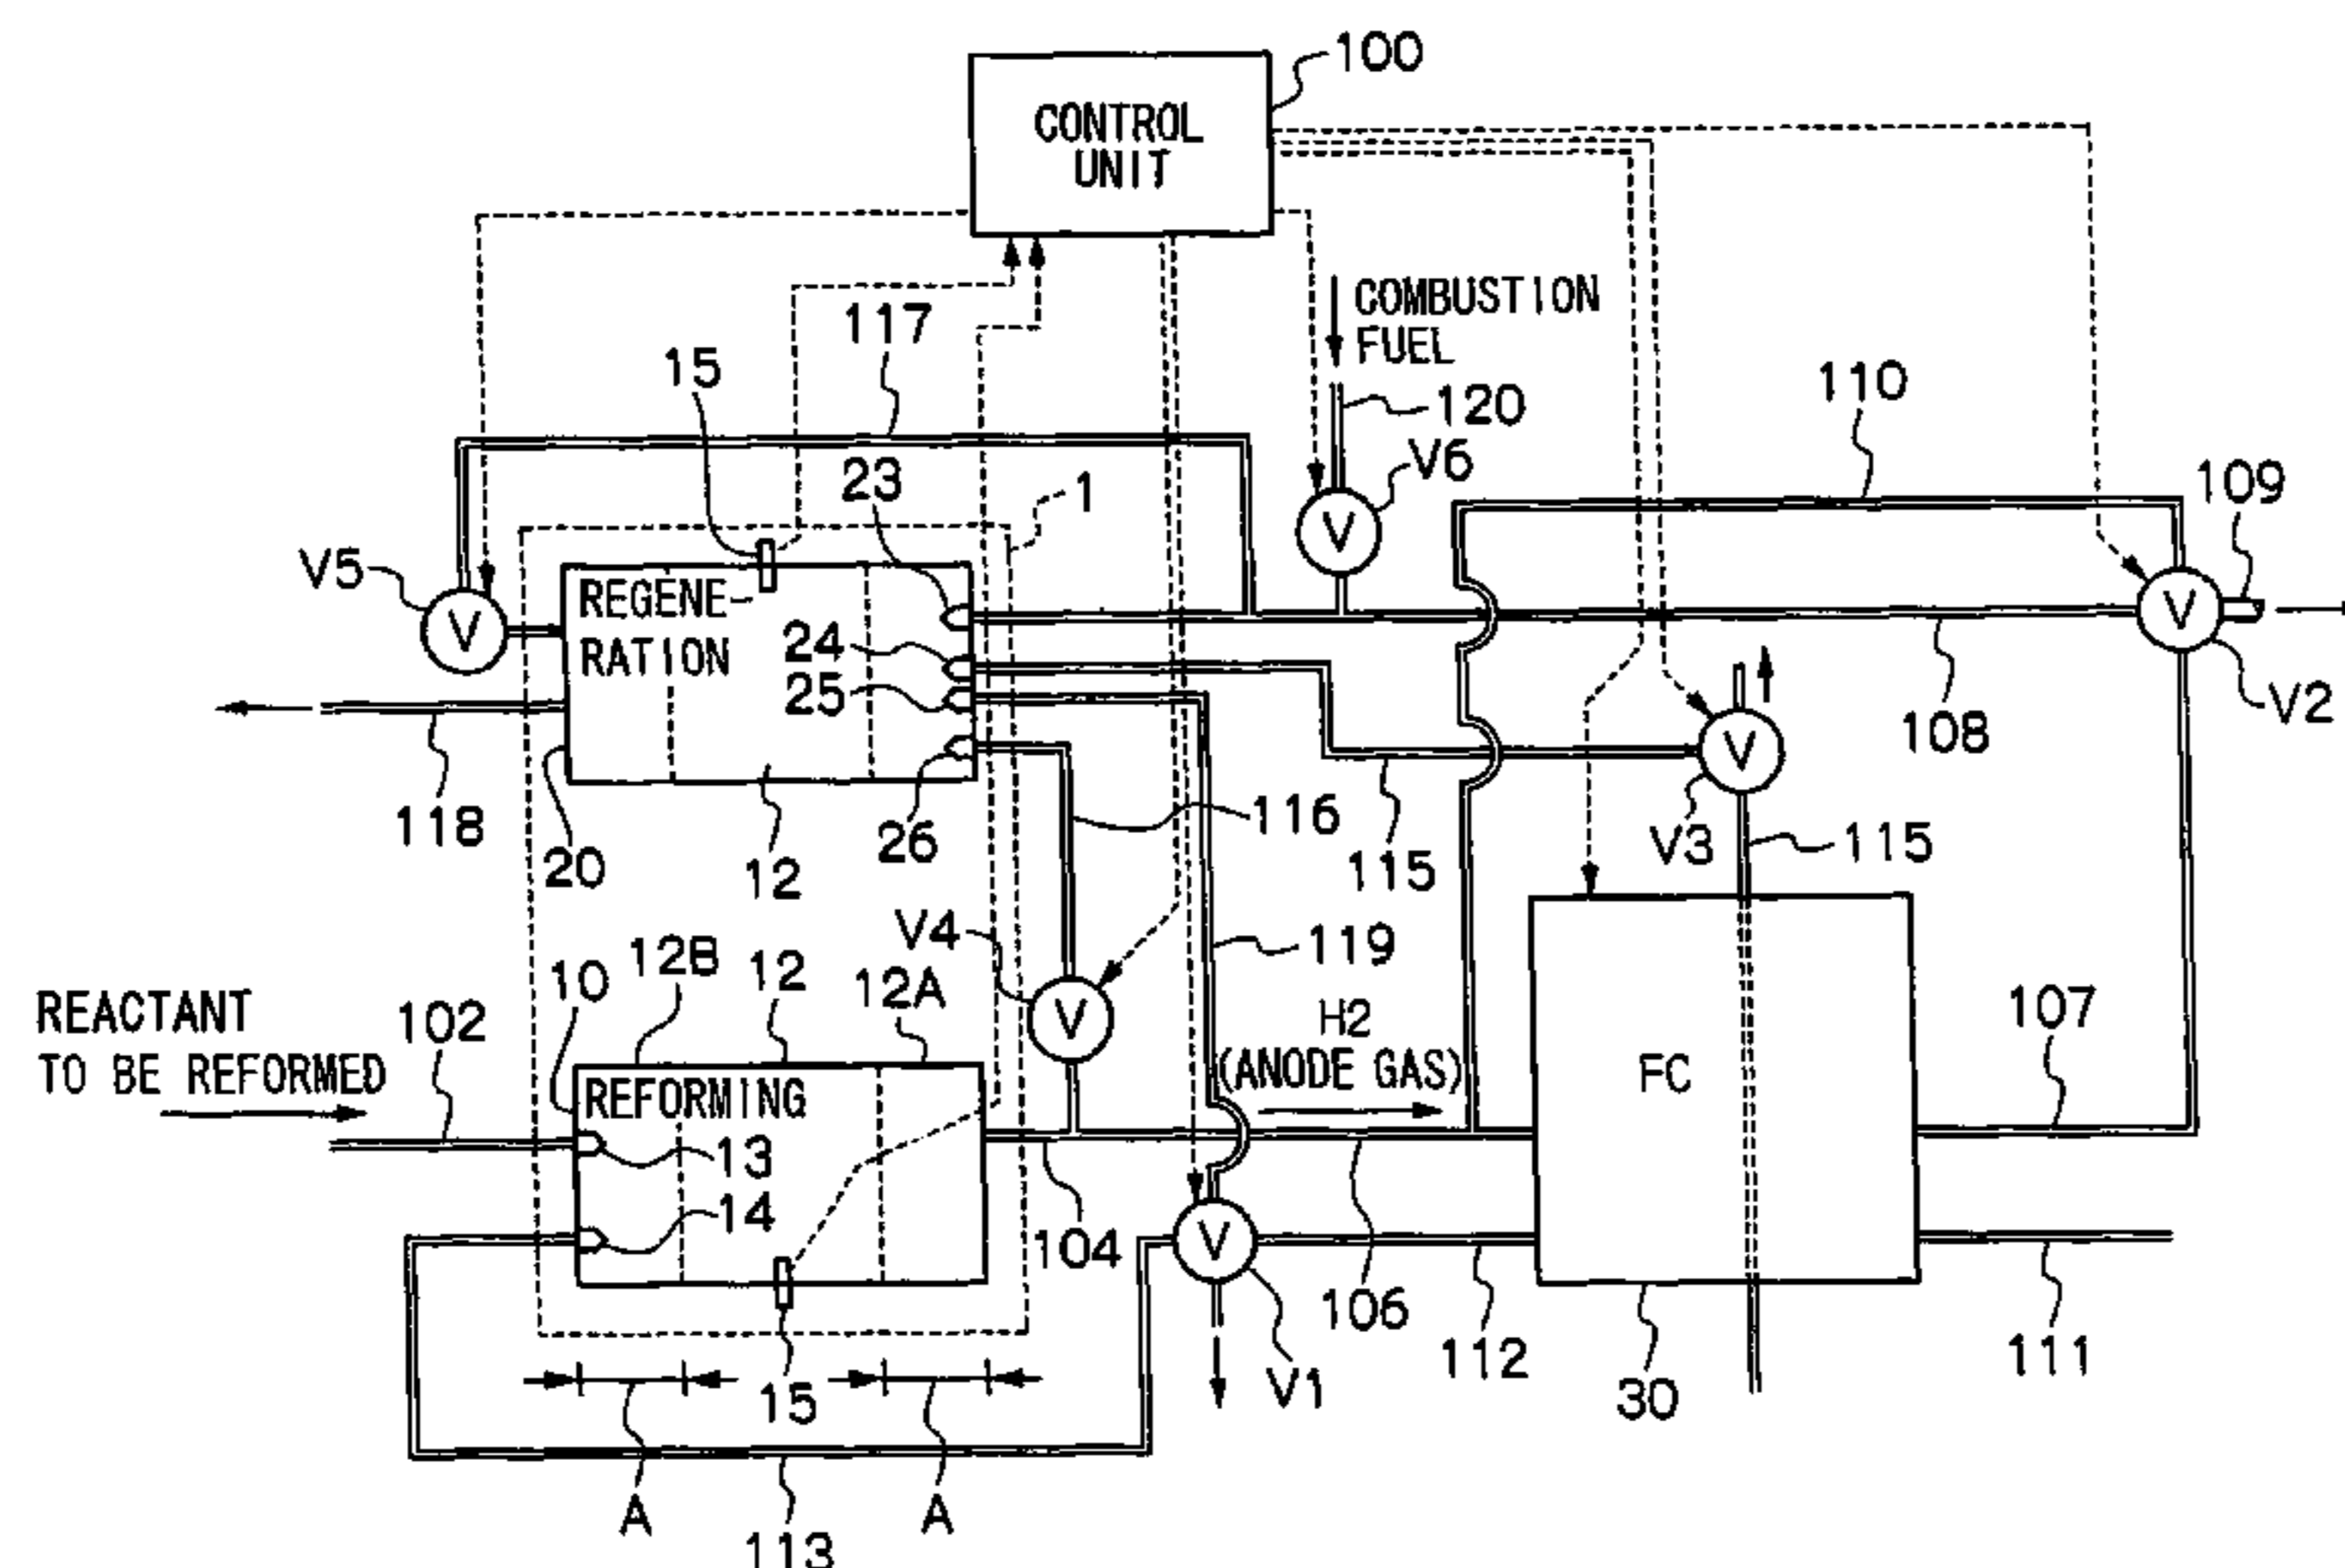 100
CONTROL
UNIT
COMBUSTION
FUEL
117
15
120
110
V6
23
1
109
V5
V
V
REGENE-
RATION
24
25
V
V
108
V2
118
20
12
26
116
115
V3
115
V4
119
12B
12
12A
10
REACTANT
TO BE REFORMED
102
V
H2
(ANODE GAS)
107
FC
REFORMING
13
14
104
V
106
112
111
15
V1
30
A
A
113